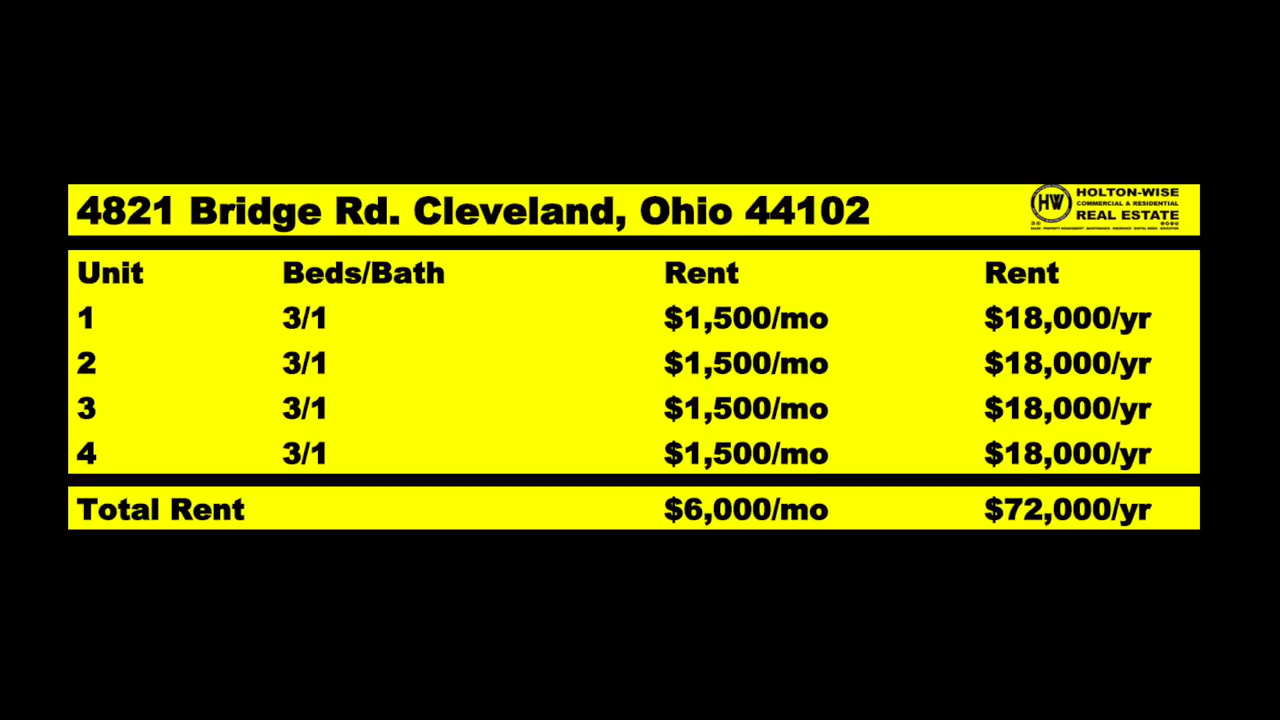 4821 Bridge Rd. Cleveland, Ohio 44102
HW
HOLTON-WISE
COMMERCIAL & RESIDENTIAL
REAL ESTATE
Unit Beds/Bath Rent Rent
1 3/1 $1,500/mo $18,000/yr
2 3/1 $1,500/mo $18,000/yr
3 3/1 $1,500/mo $18,000/yr
4 3/1 $1,500/mo $18,000/yr
Total Rent $6,000/mo $72,000/yr